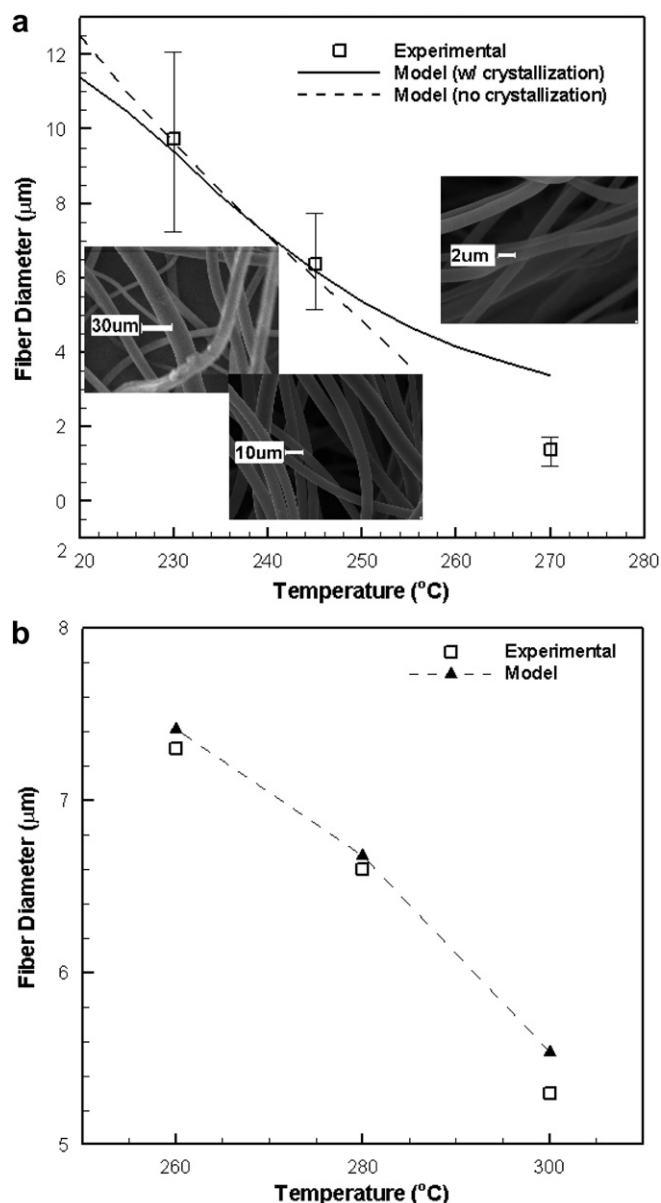 a
Experimental
Model (w/ crystallization)
Model (no crystallization)
12
10
8
6
4
2
0
2
20
230
240
250
260
270
280
Fiber Diameter (μm)
Temperature (°C)
30um
10um
2um
b
Experimental
Model
8
7
6
5
260
280
300
Fiber Diameter (μm)
Temperature (°C)